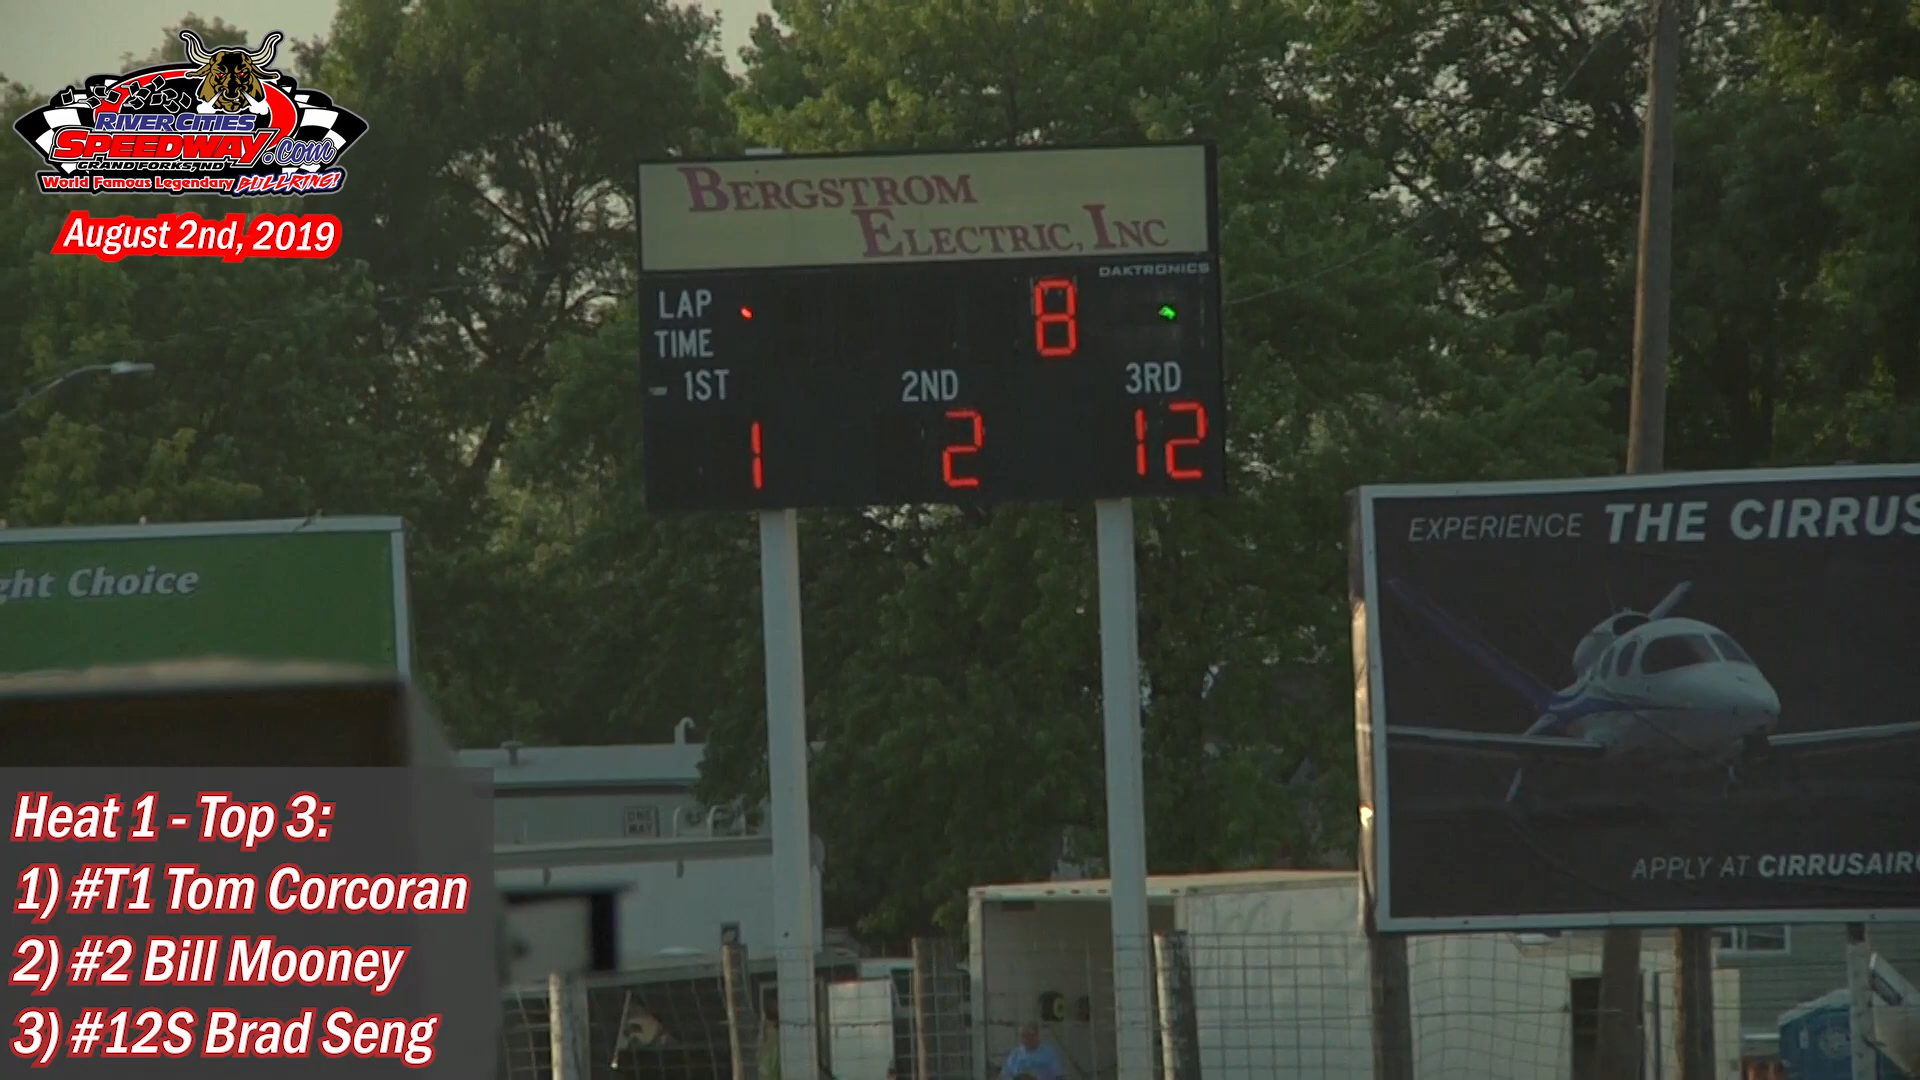 RIVER CITIES
SPEEDWAY.com
GRAND FORKS, ND
World Famous Legendary BULLRING!
August 2nd, 2019
BERGSTROM
ELECTRIC, INC
DAKTRONICS
LAP 8
TIME
1ST 2ND 3RD
1 2 12
Choice
EXPERIENCE THE CIRRUS
APPLY AT
ONE
WAY
Heat 1 - Top 3:
1) #T1 Tom Corcoran
2) #2 Bill Mooney
3) #12S Brad Seng